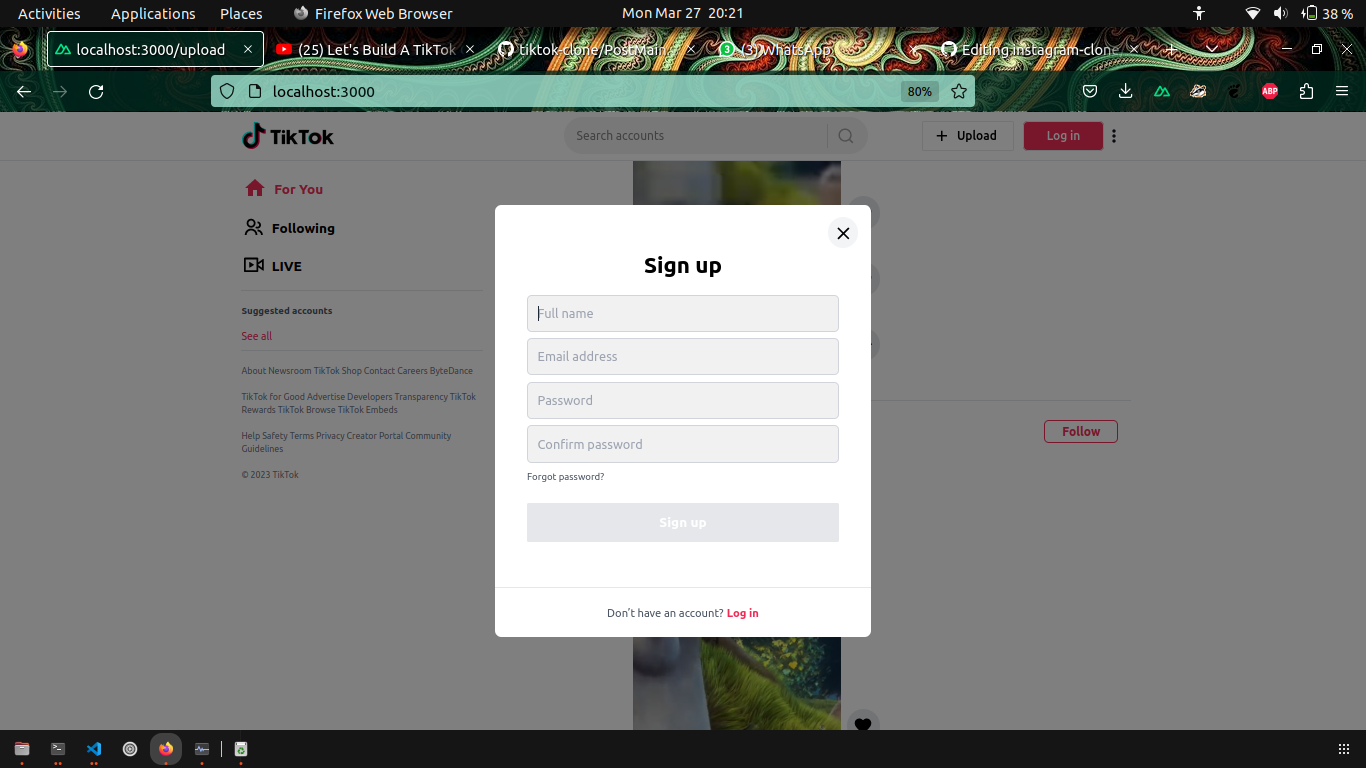 Activities Applications Places Firefox Web Browser Mon Mar 27 20:21 38 %
localhost:3000/upload (25) Let's Build A TikTok tiktok-clone/PostMain. 3 (3) WhatsApp Editing instagram-clone
localhost:3000 80% ABP
TikTok Search accounts Upload Log in
For You
Following
LIVE
Suggested accounts
See all
About Newsroom TikTok Shop Contact Careers ByteDance
TikTok for Good Advertise Developers Transparency TikTok
Rewards TikTok Browse TikTok Embeds
Help Safety Terms Privacy Creator Portal Community
Guidelines
© 2023 TikTok
Sign up
Full name
Email address
Password
Confirm password
Forgot password?
Sign up
Don't have an account? Log in
Follow